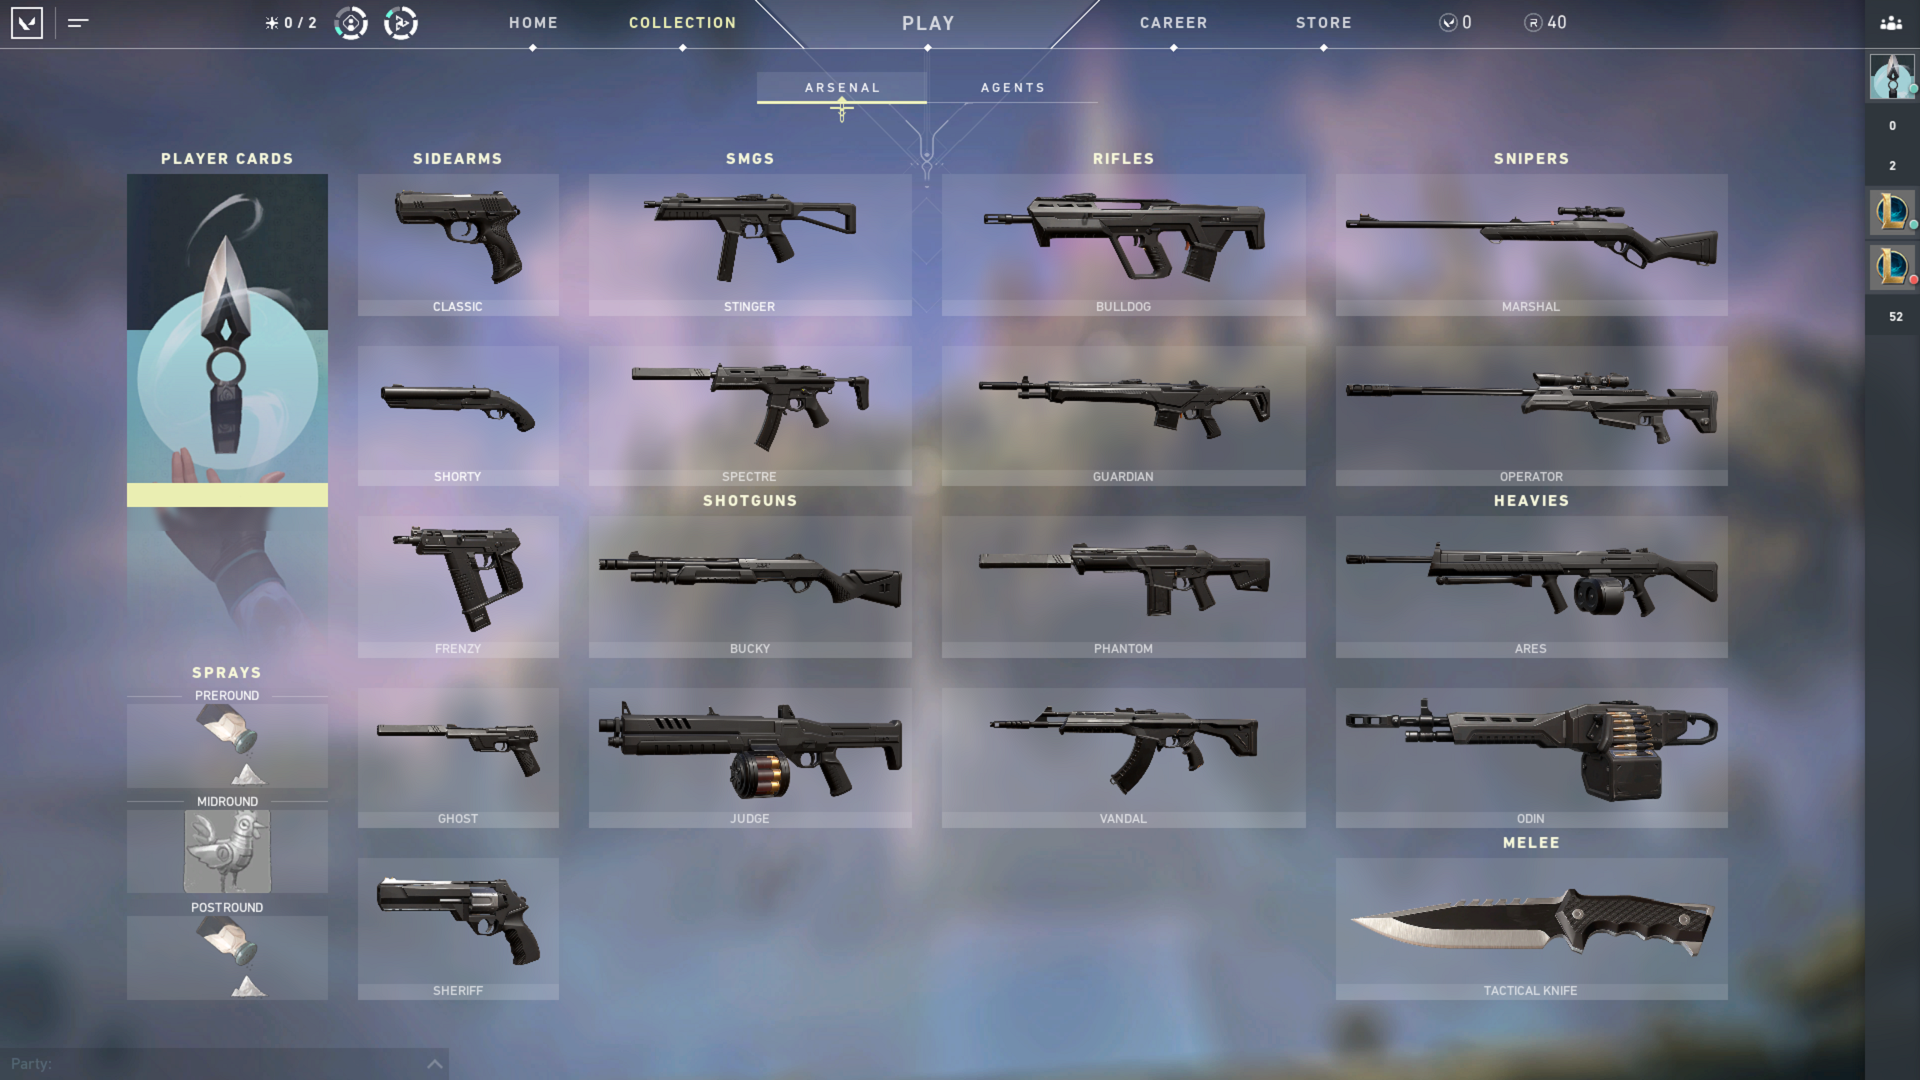 0 / 2
HOME
COLLECTION
PLAY
CAREER
STORE
0
R 40
ARSENAL
AGENTS
PLAYER CARDS
SIDEARMS
SMGS
RIFLES
SNIPERS
CLASSIC
STINGER
BULLDOG
MARSHAL
SHORTY
SPECTRE
GUARDIAN
OPERATOR
SHOTGUNS
HEAVIES
FRENZY
BUCKY
PHANTOM
ARES
SPRAYS
PREROUND
MIDROUND
POSTROUND
GHOST
JUDGE
VANDAL
ODIN
MELEE
SHERIFF
TACTICAL KNIFE
0
2
52
Party: